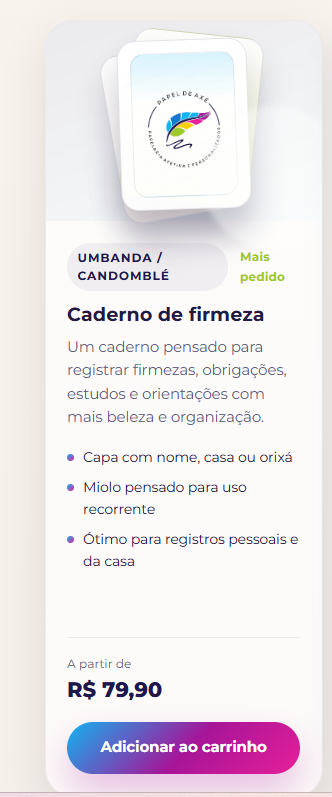 PAPEL DE AXÉ
PAPELARIA AFETIVA E PERSONALIZADOS
UMBANDA /
CANDOMBLÉ
Mais
pedido
Caderno de firmeza
Um caderno pensado para
registrar firmezas, obrigações,
estudos e orientações com
mais beleza e organização.
Capa com nome, casa ou orixá
Miolo pensado para uso
recorrente
Ótimo para registros pessoais e
da casa
A partir de
R$ 79,90
Adicionar ao carrinho